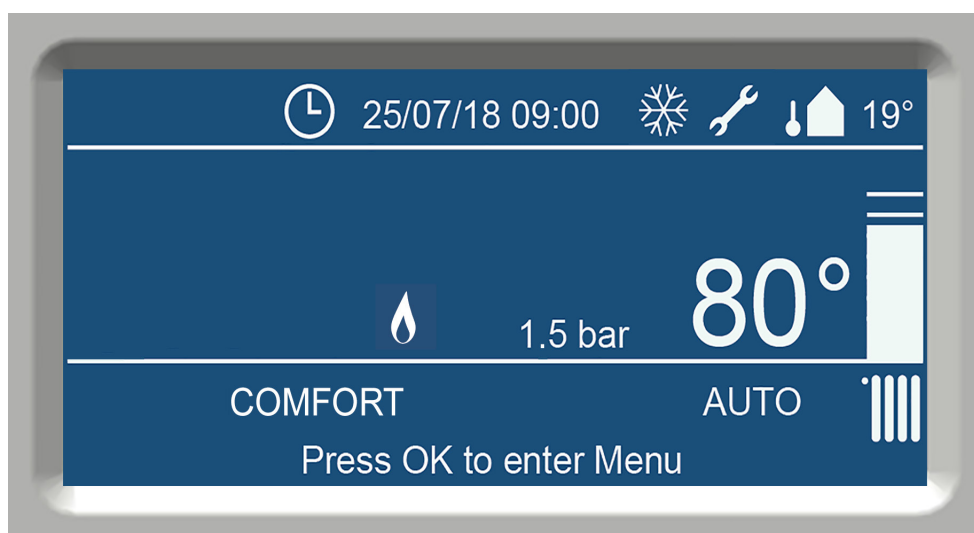 25/07/18 09:00 19°
80°
1.5 bar
COMFORT AUTO
Press OK to enter Menu